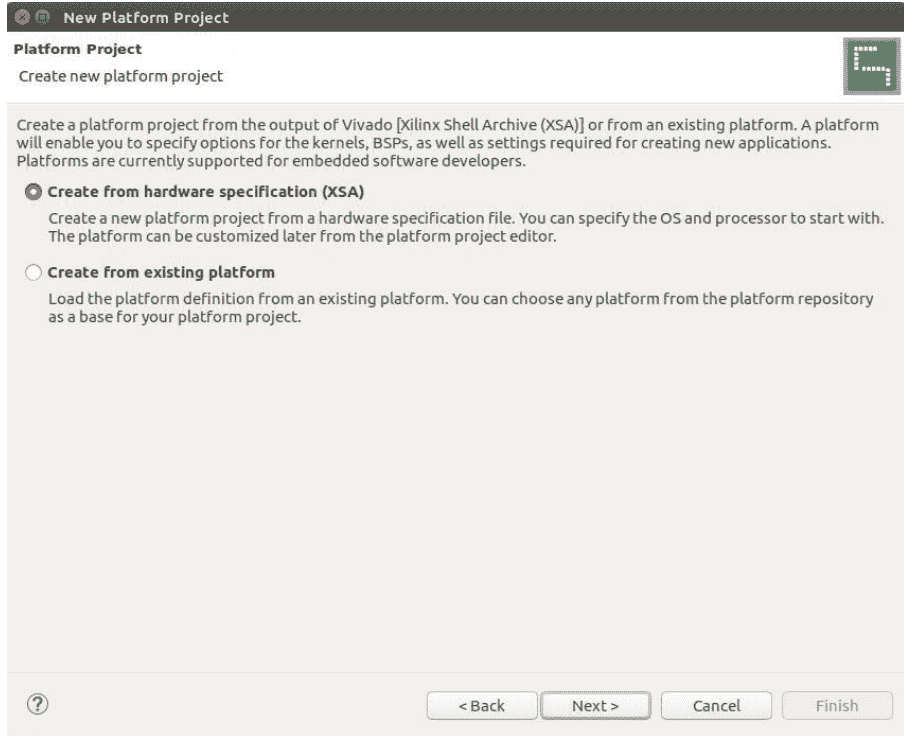 New Platform Project
Platform Project
Create new platform project
Create a platform project from the output of Vivado [Xilinx Shell Archive (XSA)] or from an existing platform. A platform
will enable you to specify options for the kernels, BSPs, as well as settings required for creating new applications.
Platforms are currently supported for embedded software developers.
Create from hardware specification (XSA)
Create a new platform project from a hardware specification file. You can specify the OS and processor to start with.
The platform can be customized later from the platform project editor.
Create from existing platform
Load the platform definition from an existing platform. You can choose any platform from the platform repository
as a base for your platform project.
?
< Back
Next >
Cancel
Finish